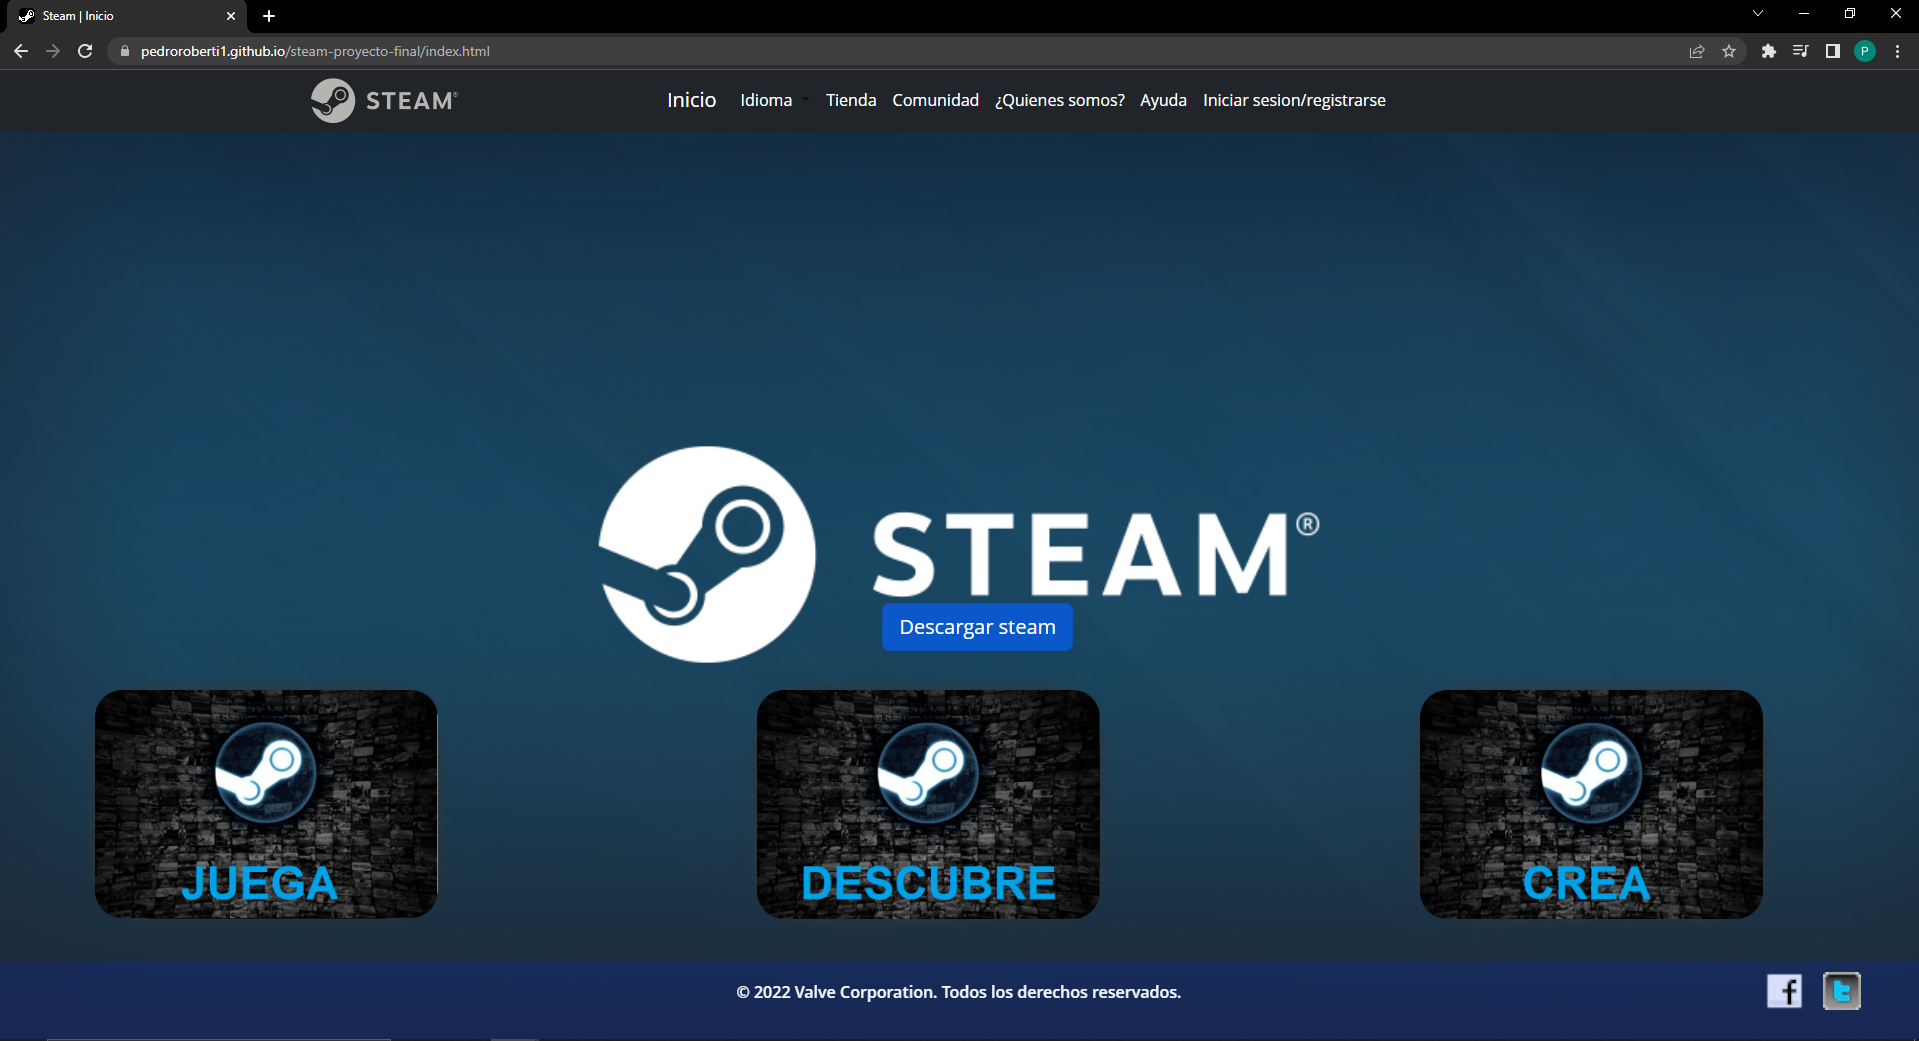 Steam | Inicio
pedroroberti1.github.io/steam-proyecto-final/index.html
P
STEAM®
Inicio Idioma Tienda Comunidad ¿Quienes somos? Ayuda Iniciar sesion/registrarse
STEAM®
Descargar steam
JUEGA DESCUBRE CREA
© 2022 Valve Corporation. Todos los derechos reservados.